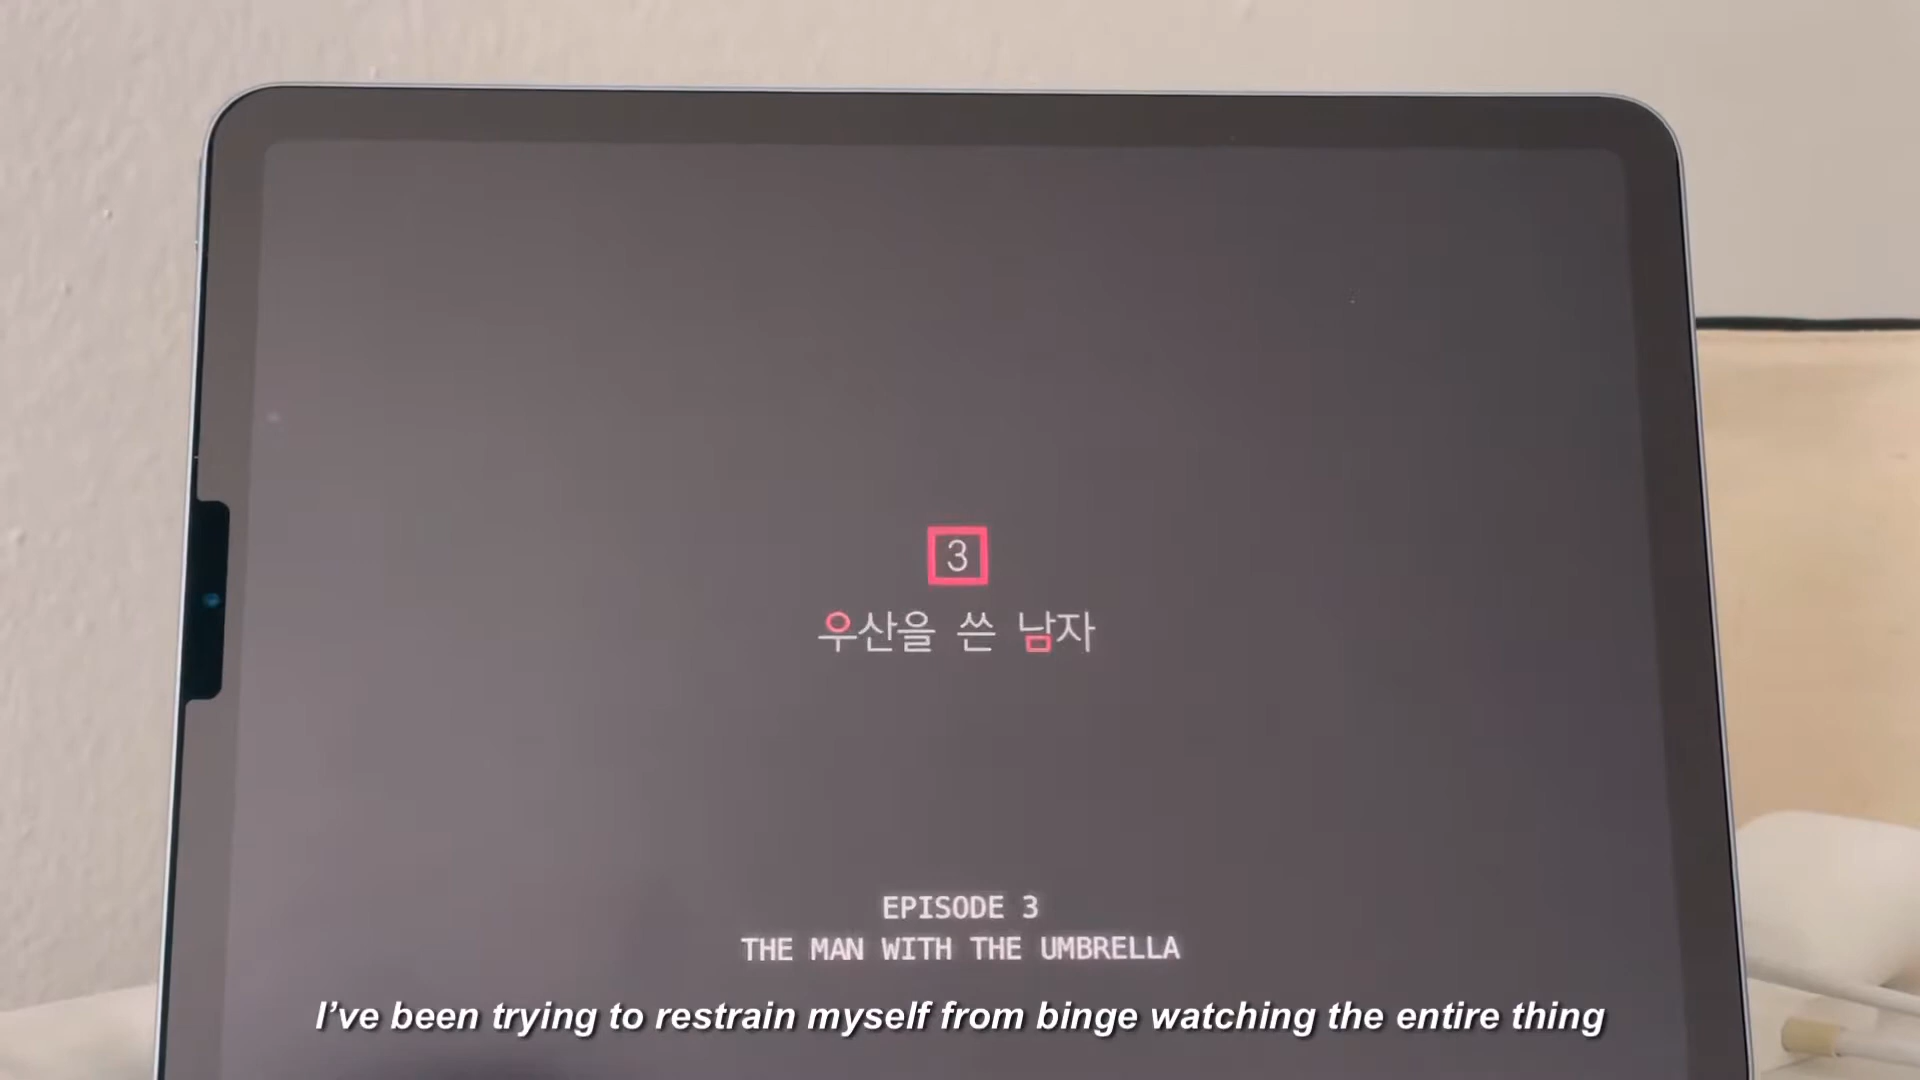 3
우산을 쓴 남자
EPISODE 3
THE MAN WITH THE UMBRELLA
I’ve been trying to restrain myself from binge watching the entire thing